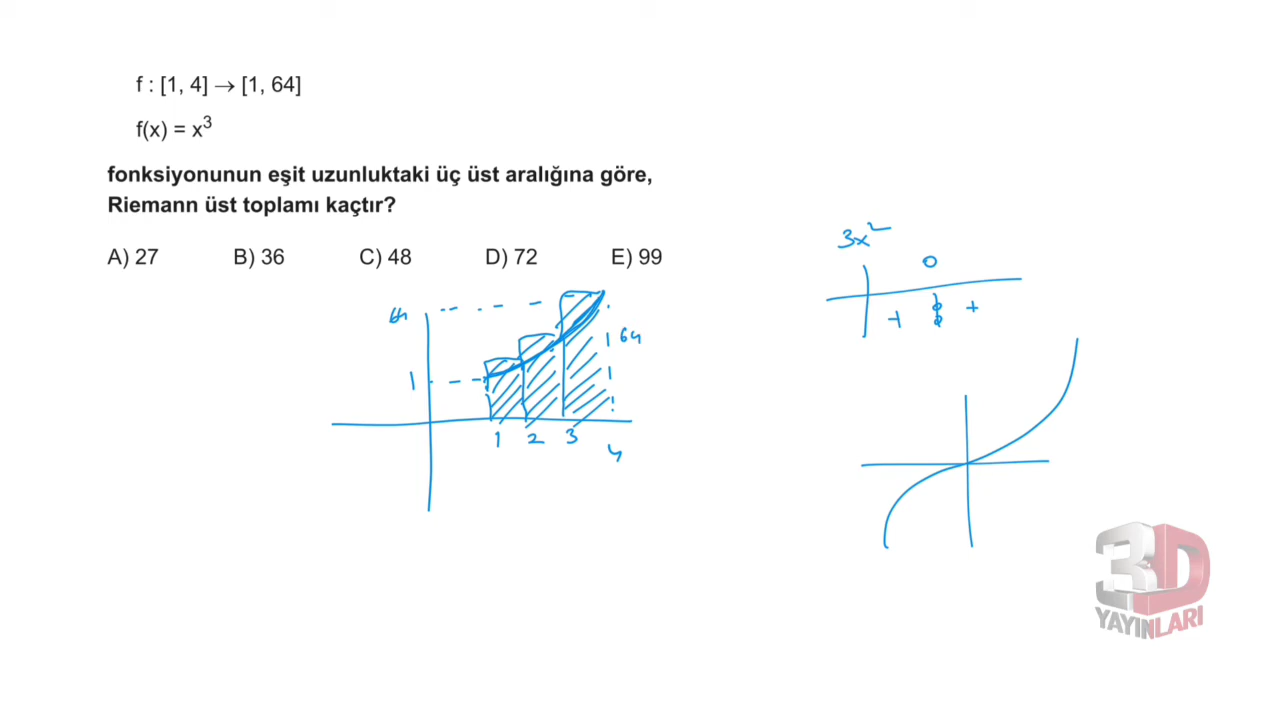 f : [1, 4] → [1, 64]
f(x) = x³
fonksiyonunun eşit uzunluktaki üç üst aralığına göre,
Riemann üst toplamı kaçtır?
A) 27 B) 36 C) 48 D) 72 E) 99
3x²
0
+ +
64
1
64
1 2 3 4
3D
YAYINLARI